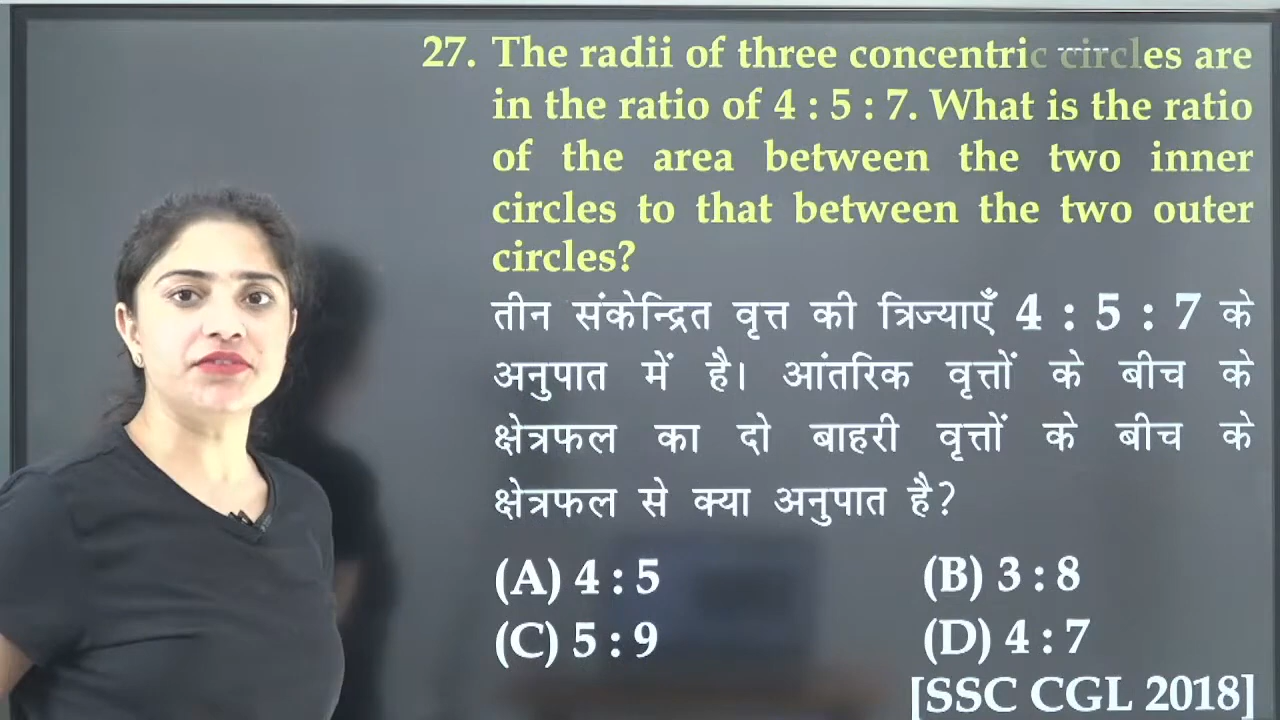 27. The radii of three concentric circles are
in the ratio of 4 : 5 : 7. What is the ratio
of the area between the two inner
circles to that between the two outer
circles?
तीन संकेन्द्रित वृत्त की त्रिज्याएँ 4 : 5 : 7 के
अनुपात में है। आंतरिक वृत्तों के बीच के
क्षेत्रफल का दो बाहरी वृत्तों के बीच के
क्षेत्रफल से क्या अनुपात है?
(A) 4 : 5 (B) 3 : 8
(C) 5 : 9 (D) 4 : 7
[SSC CGL 2018]